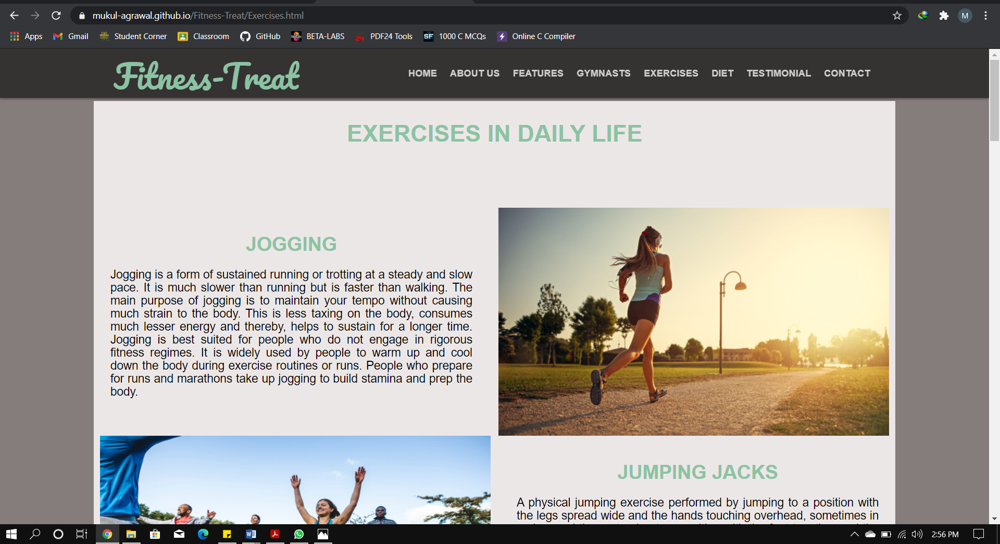 mukul-agrawal.github.io/Fitness-Treat/Exercises.html
M
Apps Gmail Student Corner Classroom GitHub BETA-LABS 24 PDF24 Tools SF 1000 C MCQs Online C Compiler
Fitness-Treat
HOME ABOUT US FEATURES GYMNASTS EXERCISES DIET TESTIMONIAL CONTACT
EXERCISES IN DAILY LIFE
JOGGING
Jogging is a form of sustained running or trotting at a steady and slow
pace. It is much slower than running but is faster than walking. The
main purpose of jogging is to maintain your tempo without causing
much strain to the body. This is less taxing on the body, consumes
much lesser energy and thereby, helps to sustain for a longer time.
Jogging is best suited for people who do not engage in rigorous
fitness regimes. It is widely used by people to warm up and cool
down the body during exercise routines or runs. People who prepare
for runs and marathons take up jogging to build stamina and prep the
body.
JUMPING JACKS
A physical jumping exercise performed by jumping to a position with
the legs spread wide and the hands touching overhead, sometimes in
2:56 PM